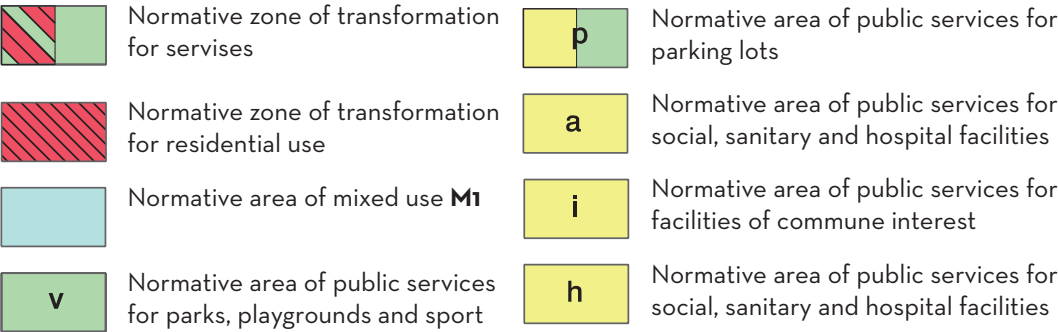 Normative zone of transformation
for servises
Normative zone of transformation
for residential use
Normative area of mixed use M1
v
Normative area of public services
for parks, playgrounds and sport
p
Normative area of public services for
parking lots
a
Normative area of public services for
social, sanitary and hospital facilities
i
Normative area of public services for
facilities of commune interest
h
Normative area of public services for
social, sanitary and hospital facilities